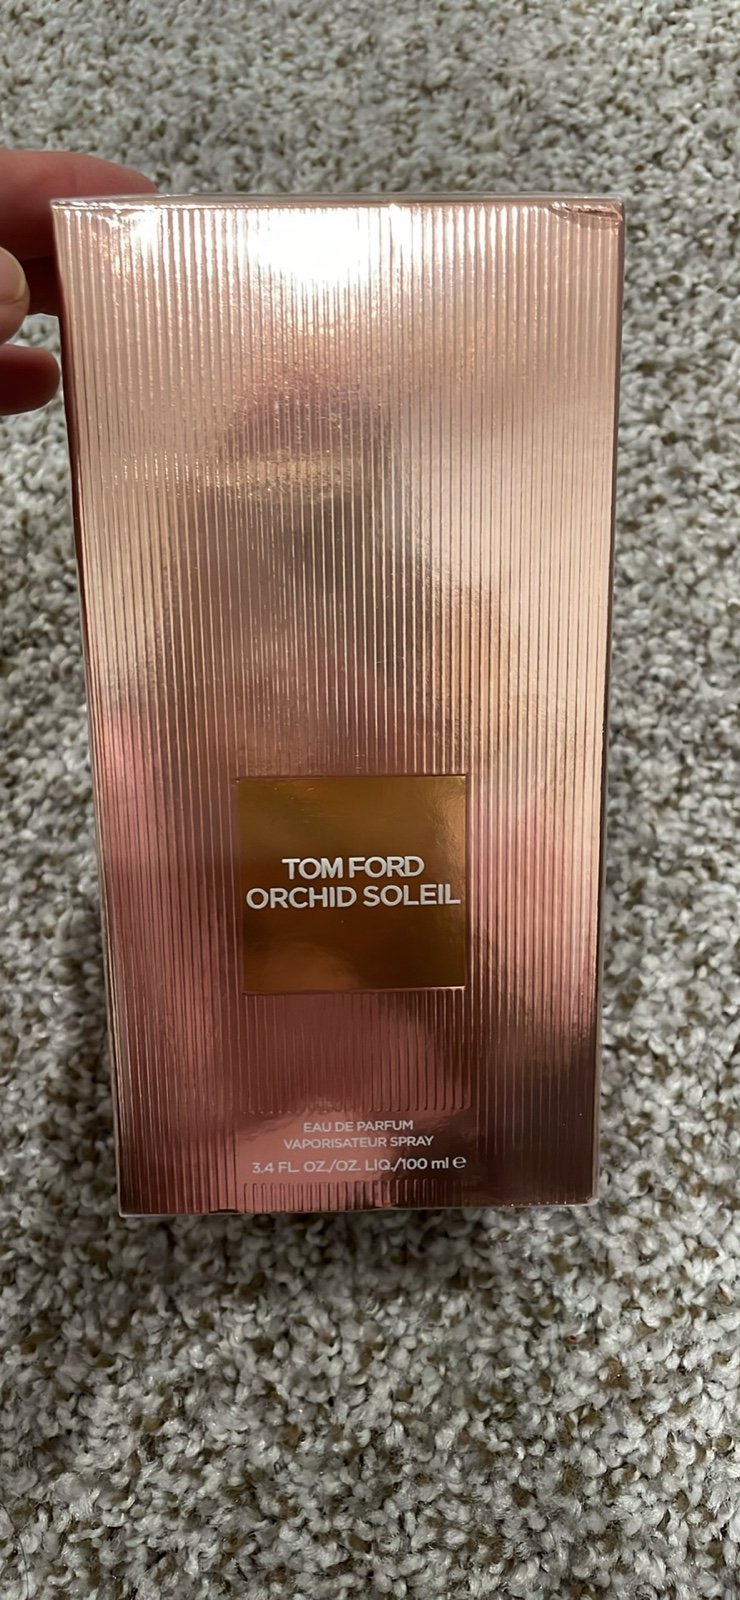 TOM FORD
ORCHID SOLEIL
EAU DE PARFUM
VAPORISATEUR SPRAY
3.4 FL. OZ./OZ. LIQ./100 ml ℮